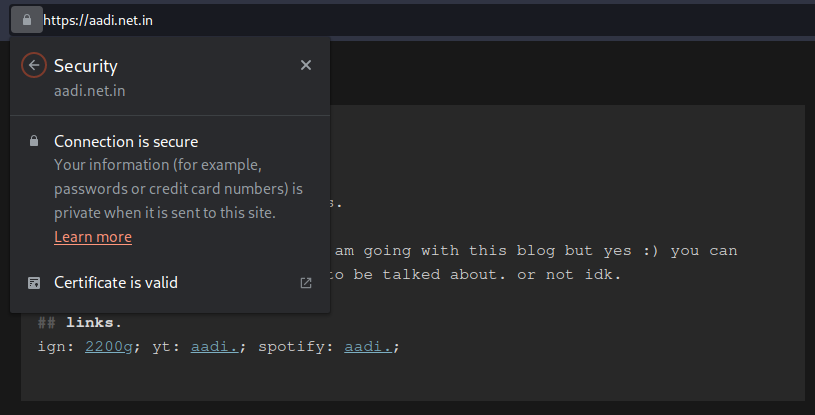 https://aadi.net.in
Security
aadi.net.in
Connection is secure
Your information (for example,
passwords or credit card numbers) is
private when it is sent to this site.
Learn more
Certificate is valid
am going with this blog but yes :) you can
to be talked about. or not idk.
## links.
ign: 2200g; yt: aadi.; spotify: aadi.;